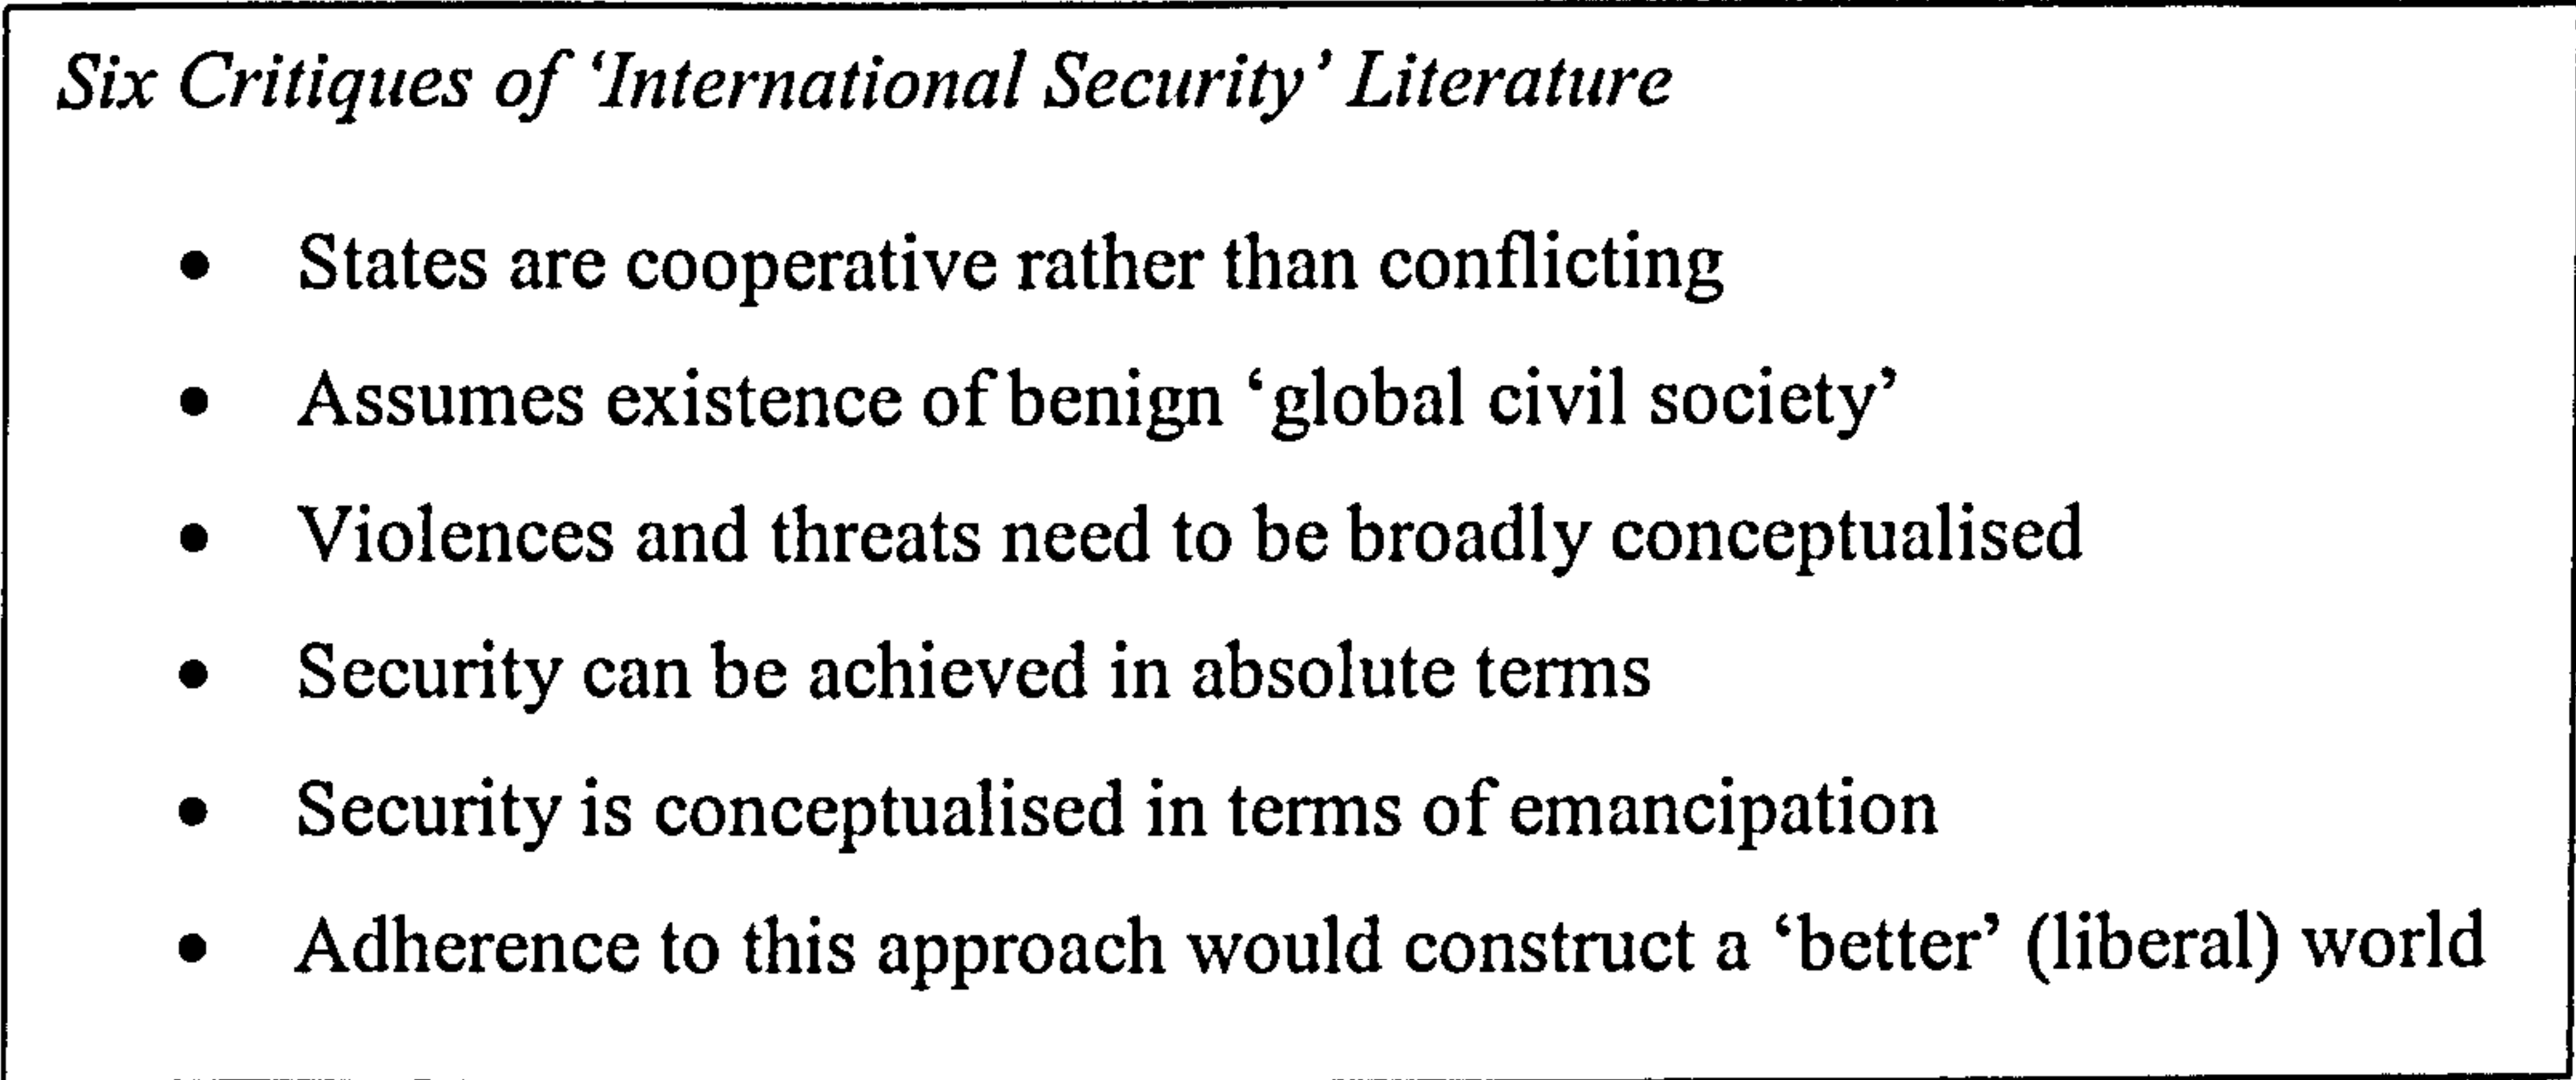 Six Critiques of ‘International Security’ Literature
• States are cooperative rather than conflicting
• Assumes existence of benign ‘global civil society’
• Violences and threats need to be broadly conceptualised
• Security can be achieved in absolute terms
• Security is conceptualised in terms of emancipation
• Adherence to this approach would construct a ‘better’ (liberal) world